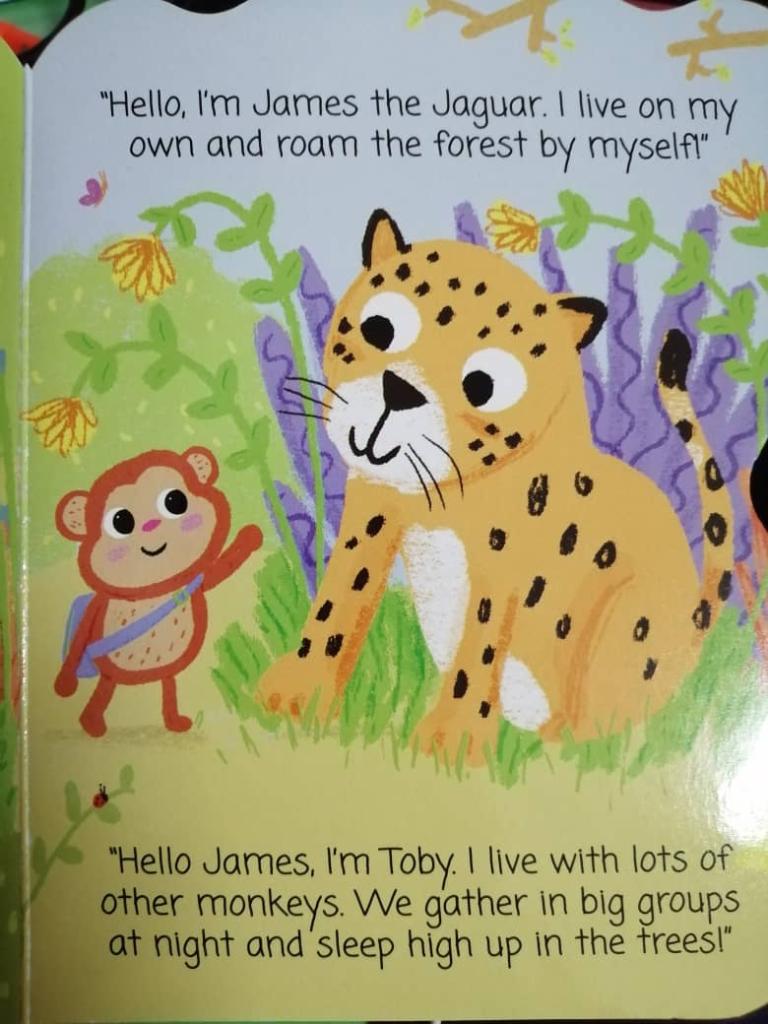 "Hello, I'm James the Jaguar. I live on my
own and roam the forest by myself!"
"Hello James, I'm Toby. I live with lots of
other monkeys. We gather in big groups
at night and sleep high up in the trees!"